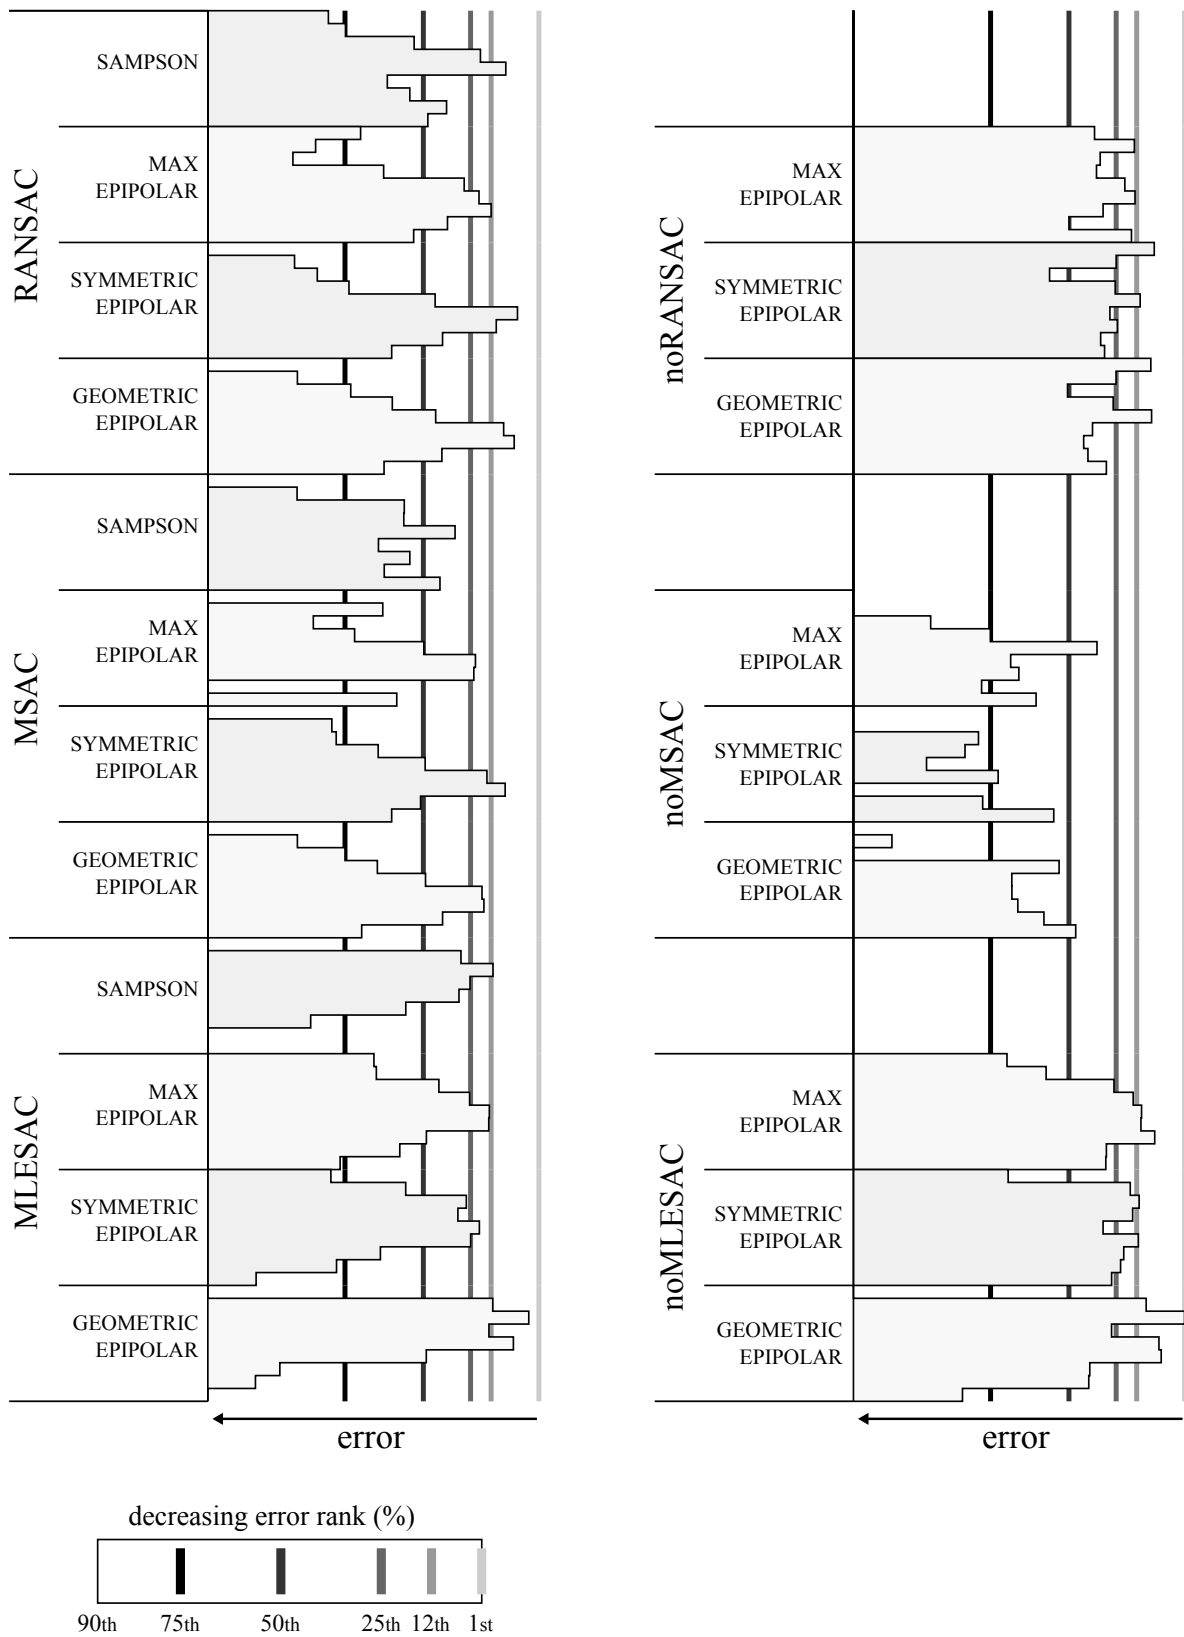 RANSAC
SAMPSON
MAX
EPIPOLAR
SYMMETRIC
EPIPOLAR
GEOMETRIC
EPIPOLAR
MSAC
SAMPSON
MAX
EPIPOLAR
SYMMETRIC
EPIPOLAR
GEOMETRIC
EPIPOLAR
MLESAC
SAMPSON
MAX
EPIPOLAR
SYMMETRIC
EPIPOLAR
GEOMETRIC
EPIPOLAR
error
noRANSAC
MAX
EPIPOLAR
SYMMETRIC
EPIPOLAR
GEOMETRIC
EPIPOLAR
noMSAC
MAX
EPIPOLAR
SYMMETRIC
EPIPOLAR
GEOMETRIC
EPIPOLAR
noMLESAC
MAX
EPIPOLAR
SYMMETRIC
EPIPOLAR
GEOMETRIC
EPIPOLAR
error
decreasing error rank (%)
90th 75th 50th 25th 12th 1st